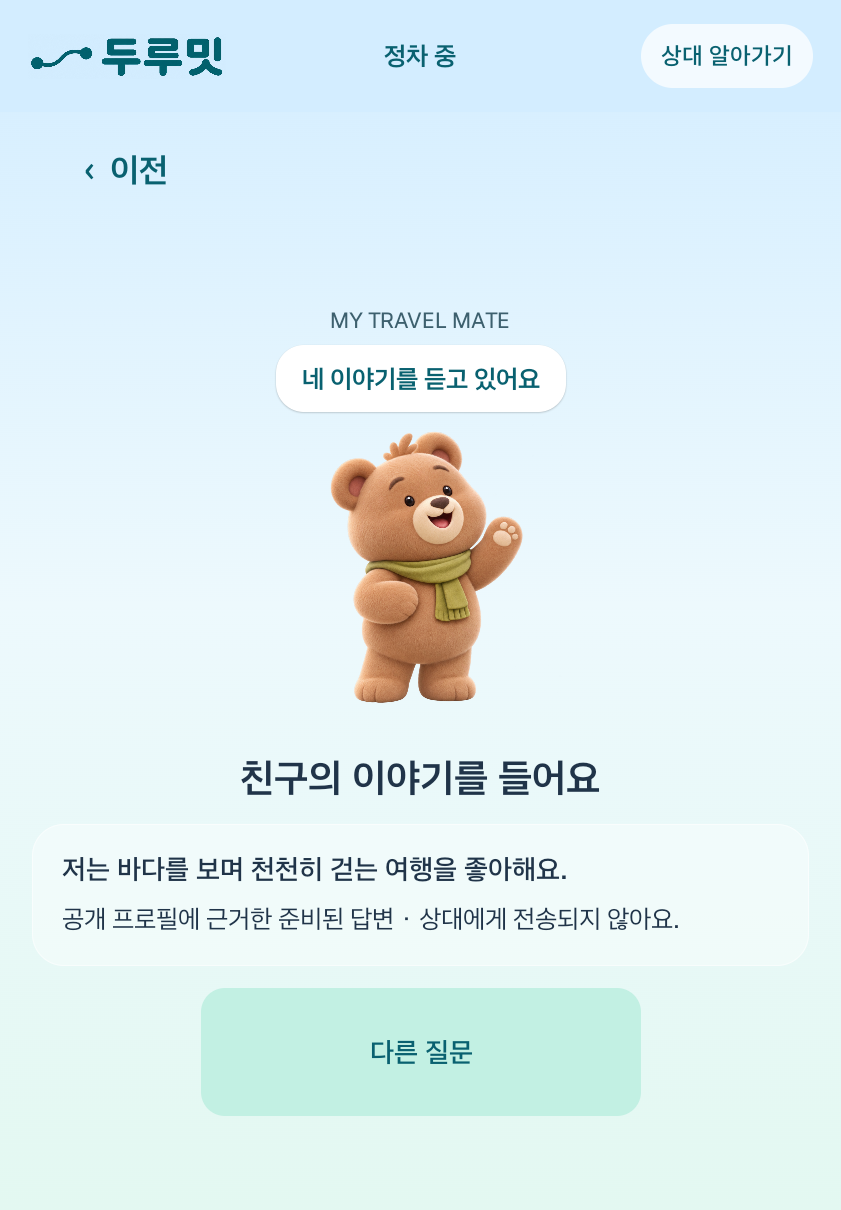 두루밋
정차 중
상대 알아가기
‹ 이전
MY TRAVEL MATE
네 이야기를 듣고 있어요
친구의 이야기를 들어요
저는 바다를 보며 천천히 걷는 여행을 좋아해요.
공개 프로필에 근거한 준비된 답변 · 상대에게 전송되지 않아요.
다른 질문